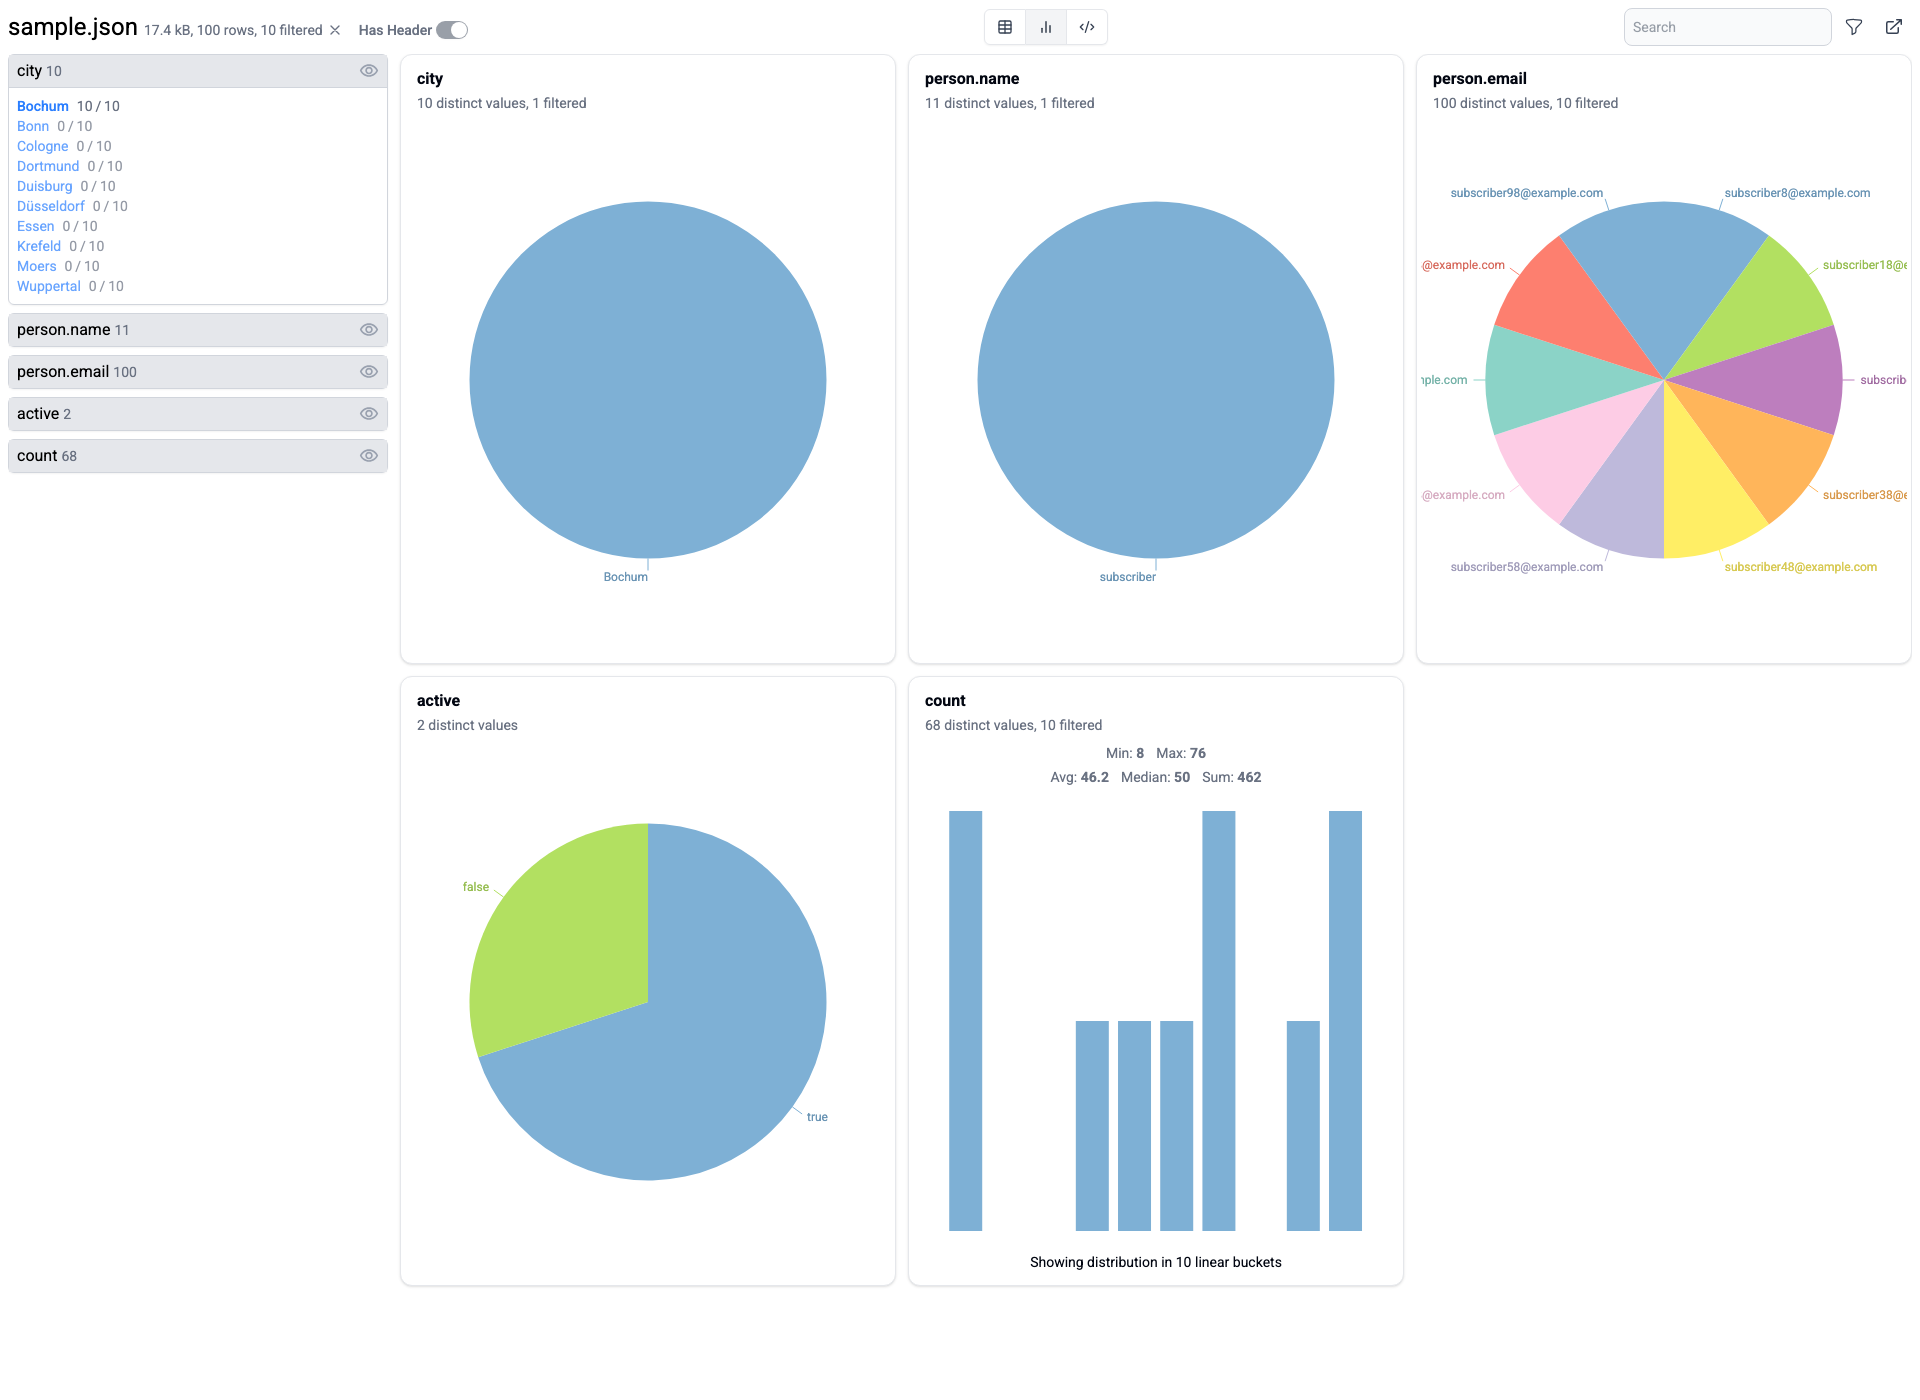 sample.json 17.4 kB, 100 rows, 10 filtered Has Header
Search
city 10
Bochum 10 / 10
Bonn 0 / 10
Cologne 0 / 10
Dortmund 0 / 10
Duisburg 0 / 10
Düsseldorf 0 / 10
Essen 0 / 10
Krefeld 0 / 10
Moers 0 / 10
Wuppertal 0 / 10
person.name 11
person.email 100
active 2
count 68
city
10 distinct values, 1 filtered
Bochum
person.name
11 distinct values, 1 filtered
subscriber
person.email
100 distinct values, 10 filtered
subscriber98@example.com
subscriber8@example.com
@example.com
subscriber18@e
mple.com
subscrib
@example.com
subscriber38@e
subscriber58@example.com
subscriber48@example.com
active
2 distinct values
false
true
count
68 distinct values, 10 filtered
Min: 8 Max: 76
Avg: 46.2 Median: 50 Sum: 462
Showing distribution in 10 linear buckets